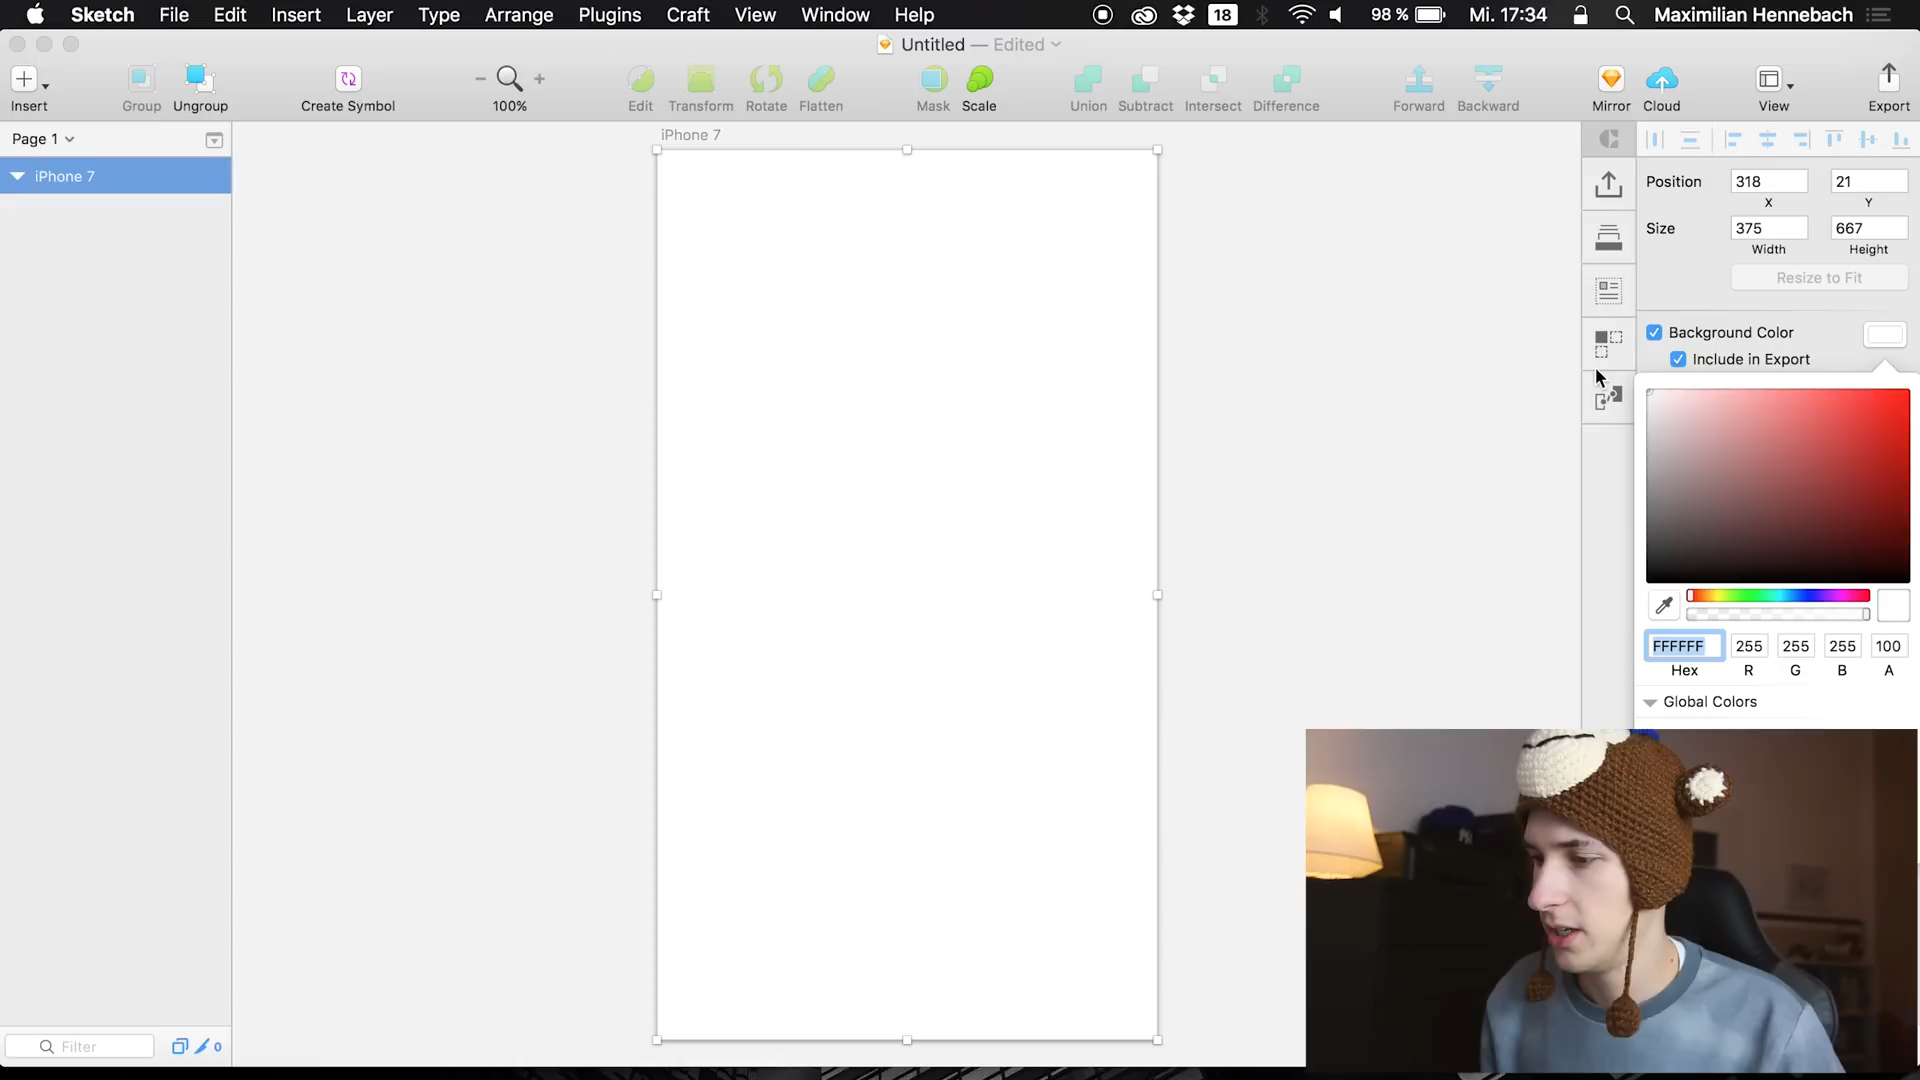 Sketch File Edit Insert Layer Type Arrange Plugins Craft View Window Help 18 98 % Mi. 17:34 Maximilian Hennebach
Untitled — Edited
Insert Group Ungroup Create Symbol 100% Edit Transform Rotate Flatten Mask Scale Union Subtract Intersect Difference Forward Backward Mirror Cloud View Export
Page 1
iPhone 7
iPhone 7
Position 318 21
X Y
Size 375 667
Width Height
Resize to Fit
Background Color
Include in Export
FFFFFF 255 255 255 100
Hex R G B A
Global Colors
Filter 0